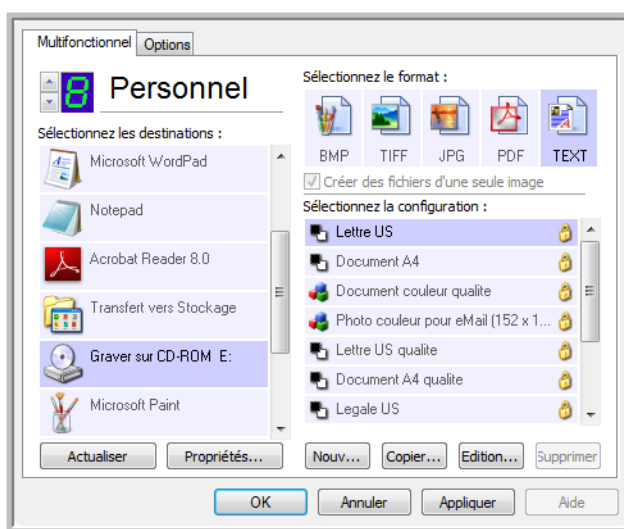 Multifonctionnel
Options
8
Personnel
Sélectionnez les destinations :
Microsoft WordPad
Notepad
Acrobat Reader 8.0
Transfert vers Stockage
Graver sur CD-ROM E:
Microsoft Paint
Actualiser
Propriétés...
Sélectionnez le format :
BMP
TIFF
JPG
PDF
TEXT
Créer des fichiers d'une seule image
Sélectionnez la configuration :
Lettre US
Document A4
Document couleur qualite
Photo couleur pour eMail (152 x 1...
Lettre US qualite
Document A4 qualite
Legale US
Nouv...
Copier...
Edition...
Supprimer
OK
Annuler
Appliquer
Aide